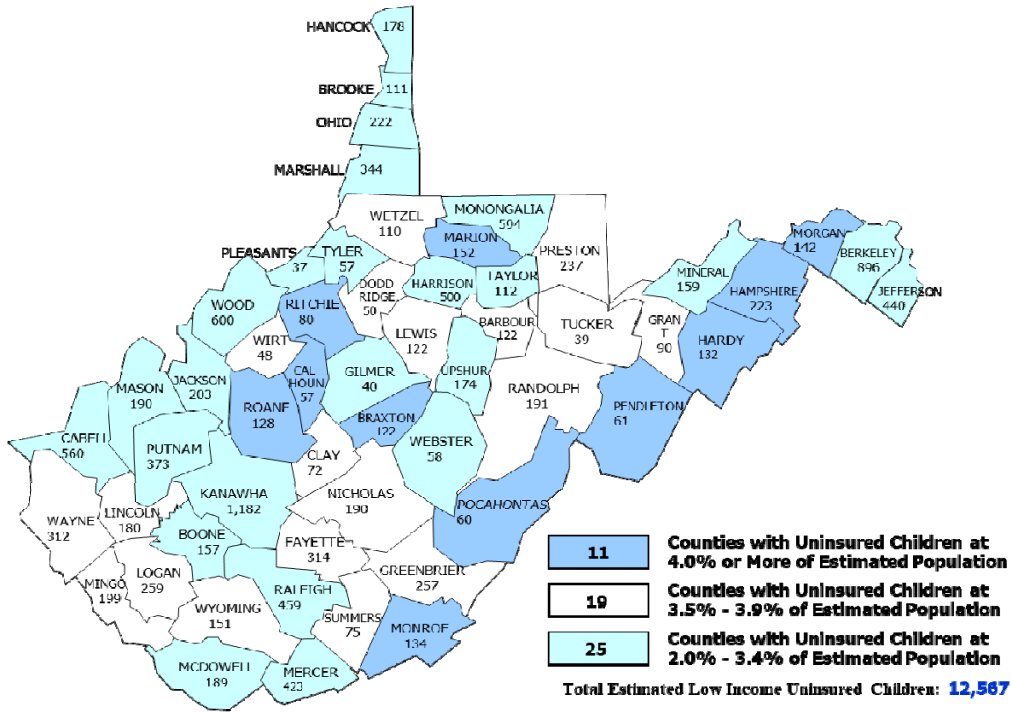 HANCOCK 178
BROOKE 111
OHIO 222
MARSHALL 344
WETZEL
110
MONONGALIA
594
MARION
152
PRESTON
237
MORGAN
142
BERKELEY
896
JEFFERSON
440
PLEASANTS
37
TYLER
57
DODD
RIDGE
50
HARRISON
500
TAYLOR
112
MINERAL
159
HAMPSHIRE
223
WOOD
600
RITCHIE
80
LEWIS
122
BARBOUR
122
TUCKER
39
GRAN
T
90
HARDY
132
WIRT
48
CAL
HOUN
57
GILMER
40
UPSHUR
174
RANDOLPH
191
PENDLETON
61
MASON
190
JACKSON
203
ROANE
128
BRAXTON
122
WEBSTER
58
CABELL
560
PUTNAM
373
CLAY
72
KANAWHA
1,182
NICHOLAS
190
POCAHONTAS
60
WAYNE
312
LINCOLN
180
BOONE
157
FAYETTE
314
GREENBRIER
257
MINGO
199
LOGAN
259
RALEIGH
459
WYOMING
151
SUMMERS
75
MONROE
134
MCDOWELL
189
MERCER
423
11
Counties with Uninsured Children at
4.0% or More of Estimated Population
19
Counties with Uninsured Children at
3.5% - 3.9% of Estimated Population
25
Counties with Uninsured Children at
2.0% - 3.4% of Estimated Population
Total Estimated Low Income Uninsured Children: 12,567